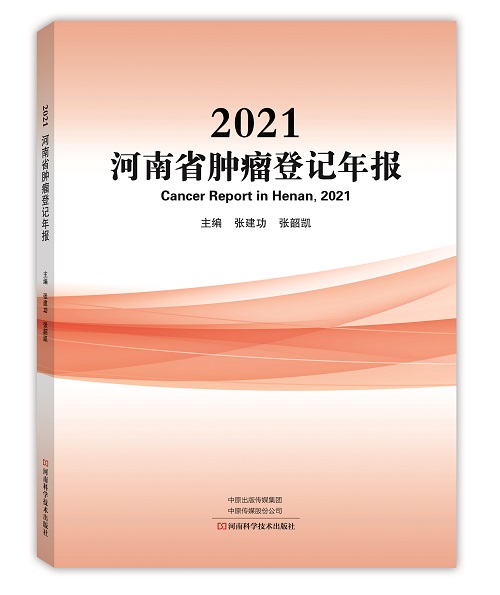 2021
河南省肿瘤登记年报
Cancer Report in Henan, 2021
主编 张建功 张韶凯
中原出版传媒集团
中原传媒股份公司
河南科学技术出版社
2021 河南省肿瘤登记年报
主编 张建功 张韶凯
河南科学技术出版社